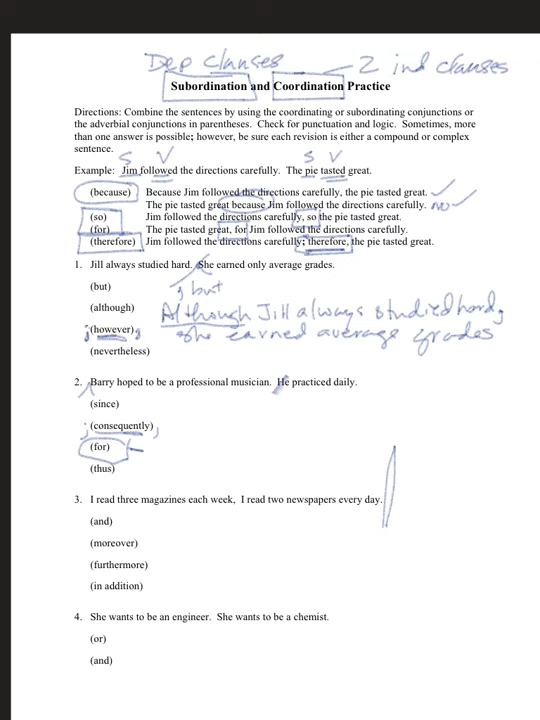 Dep Clauses
2 ind clauses
Subordination and Coordination Practice
Directions: Combine the sentences by using the coordinating or subordinating conjunctions or
the adverbial conjunctions in parentheses. Check for punctuation and logic. Sometimes, more
than one answer is possible; however, be sure each revision is either a compound or complex
sentence.
S V S V
Example: Jim followed the directions carefully. The pie tasted great.
(because) Because Jim followed the directions carefully, the pie tasted great.
The pie tasted great because Jim followed the directions carefully. no
(so) Jim followed the directions carefully, so the pie tasted great.
(for) The pie tasted great, for Jim followed the directions carefully.
(therefore) Jim followed the directions carefully; therefore, the pie tasted great.
1. Jill always studied hard. She earned only average grades.
(but) , but
(although) Although Jill always studied hard,
she earned average grades
;(however),
(nevertheless)
2. Barry hoped to be a professional musician. He practiced daily.
(since)
;(consequently),
(for)
(thus)
3. I read three magazines each week, I read two newspapers every day.
(and)
(moreover)
(furthermore)
(in addition)
4. She wants to be an engineer. She wants to be a chemist.
(or)
(and)